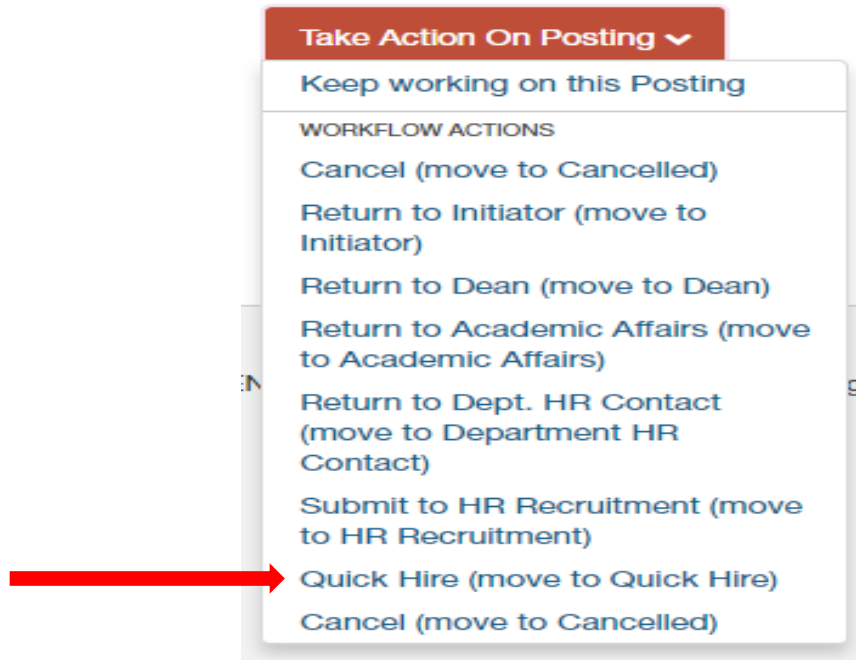 Take Action On Posting
Keep working on this Posting
WORKFLOW ACTIONS
Cancel (move to Cancelled)
Return to Initiator (move to
Initiator)
Return to Dean (move to Dean)
Return to Academic Affairs (move
to Academic Affairs)
Return to Dept. HR Contact
(move to Department HR
Contact)
Submit to HR Recruitment (move
to HR Recruitment)
Quick Hire (move to Quick Hire)
Cancel (move to Cancelled)